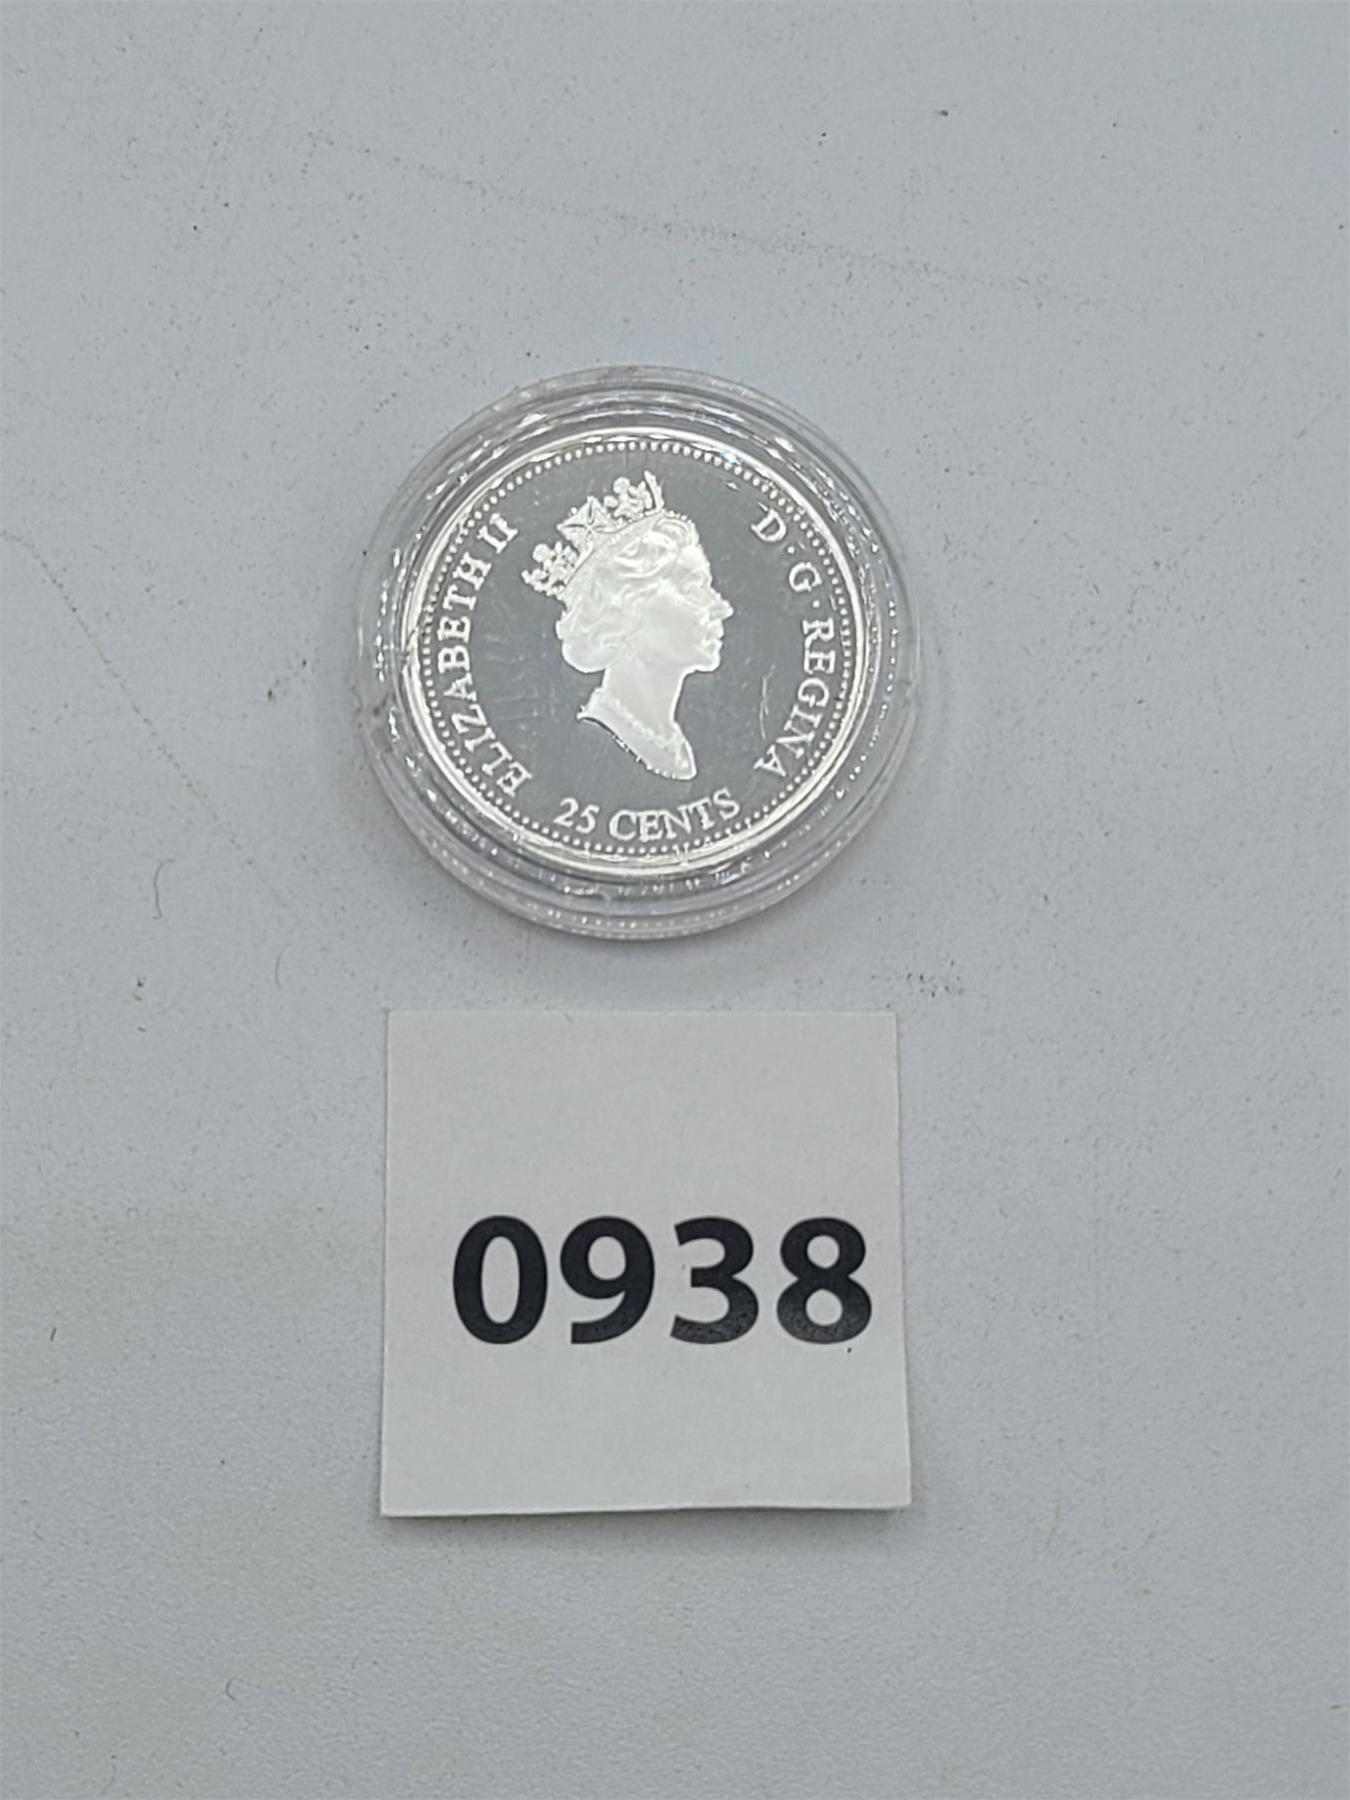 ELIZABETH II
D·G·REGINA
25 CENTS
0938